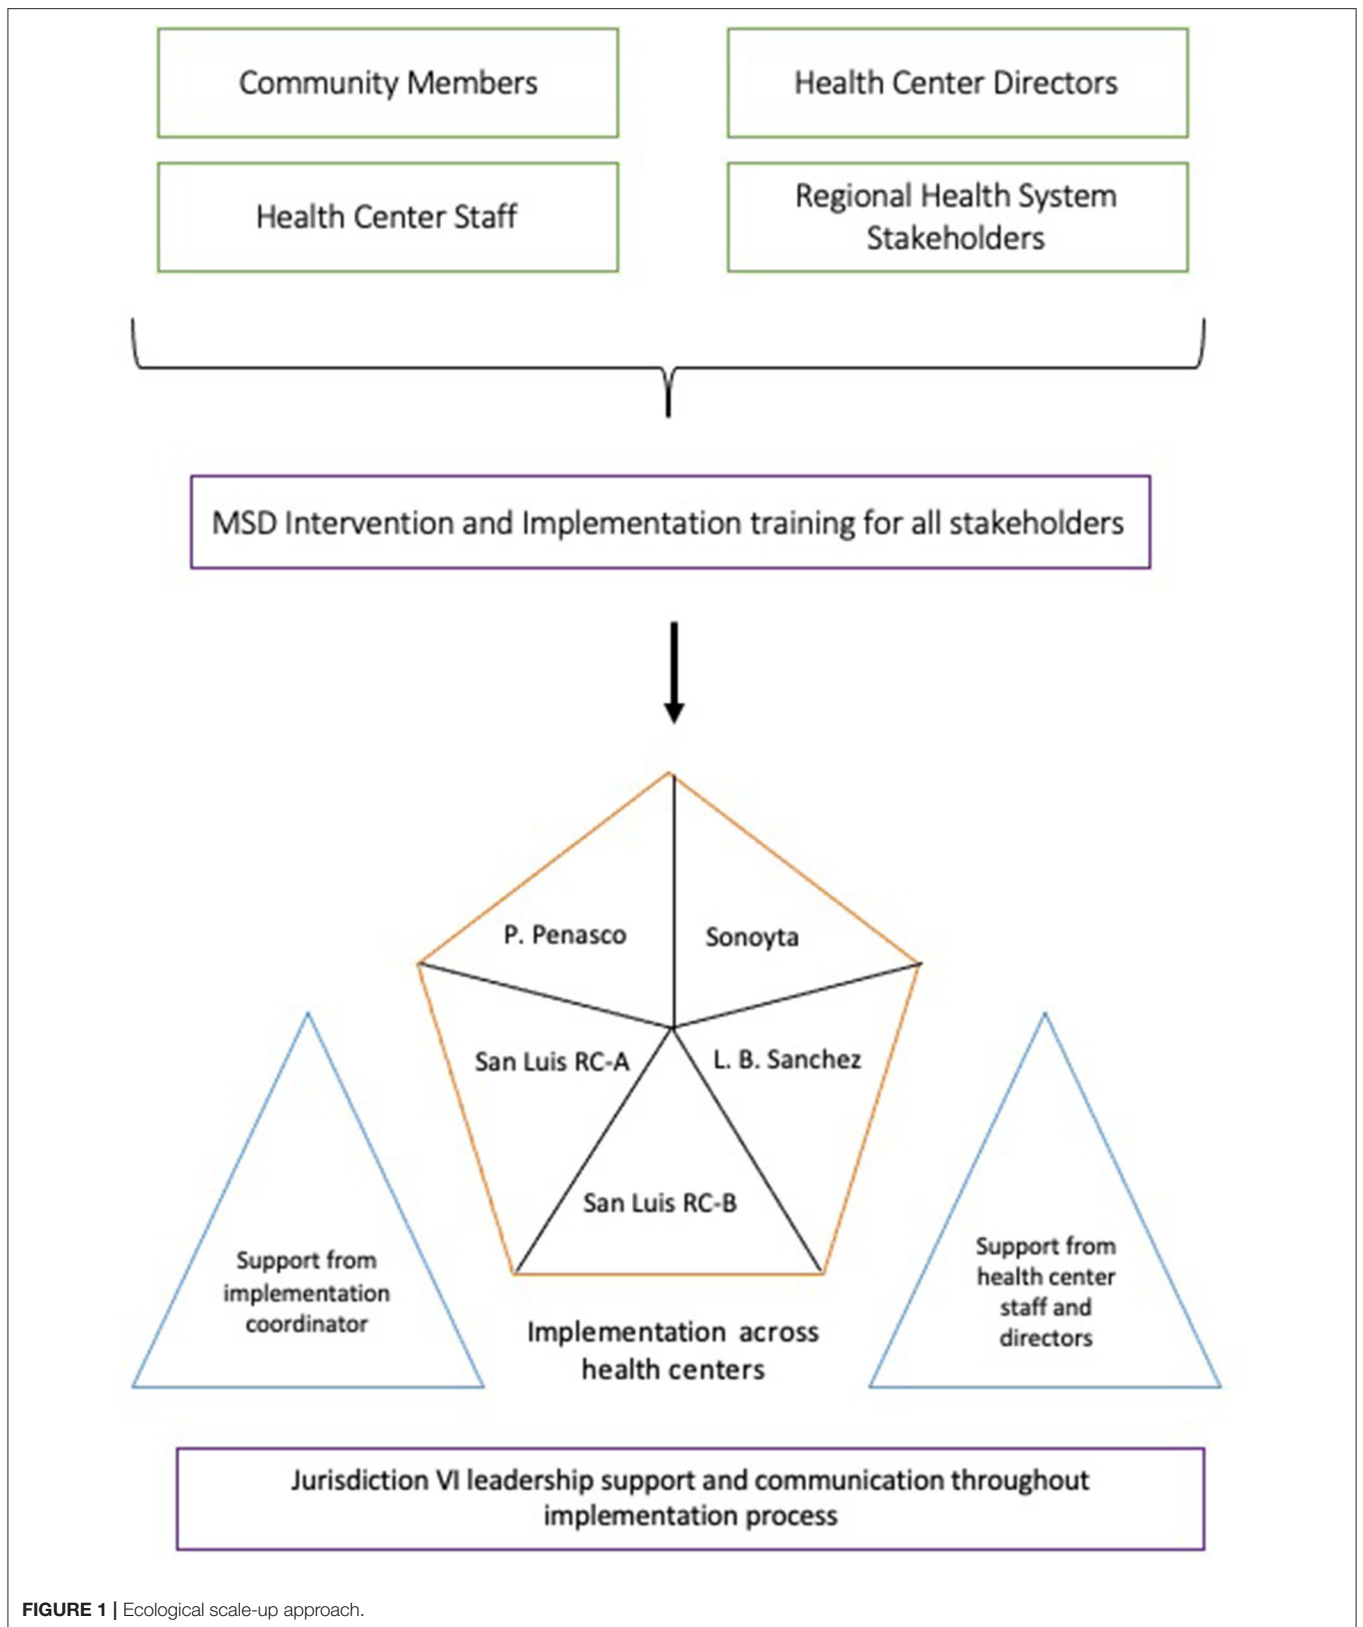 Community Members
Health Center Directors
Health Center Staff
Regional Health System
Stakeholders
MSD Intervention and Implementation training for all stakeholders
P. Penasco
Sonoyta
San Luis RC-A
L. B. Sanchez
San Luis RC-B
Support from
implementation
coordinator
Support from
health center
staff and
directors
Implementation across
health centers
Jurisdiction VI leadership support and communication throughout
implementation process
FIGURE 1 | Ecological scale-up approach.